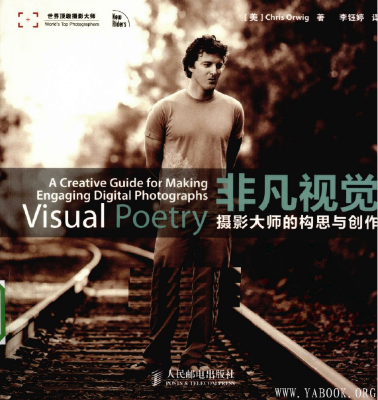 世界顶级摄影大师
World's Top Photographers
New Riders
[美] Chris Orwig 著 李钰婷 译
A Creative Guide for Making
Engaging Digital Photographs
Visual Poetry
非凡视觉
摄影大师的构思与创作
人民邮电出版社
POSTS & TELECOM PRESS
WWW.YABOOK.ORG